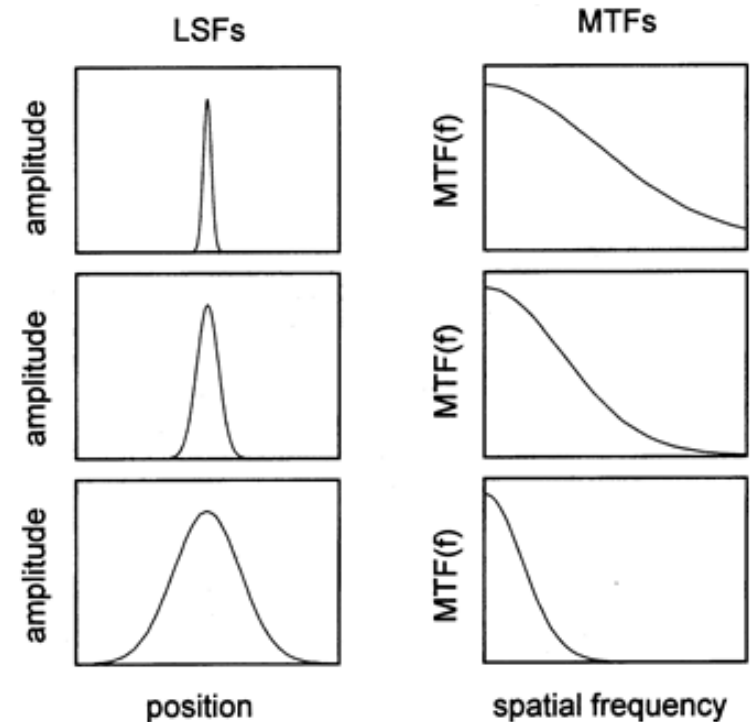 LSFs
MTFs
amplitude
MTF(f)
amplitude
MTF(f)
amplitude
MTF(f)
position
spatial frequency